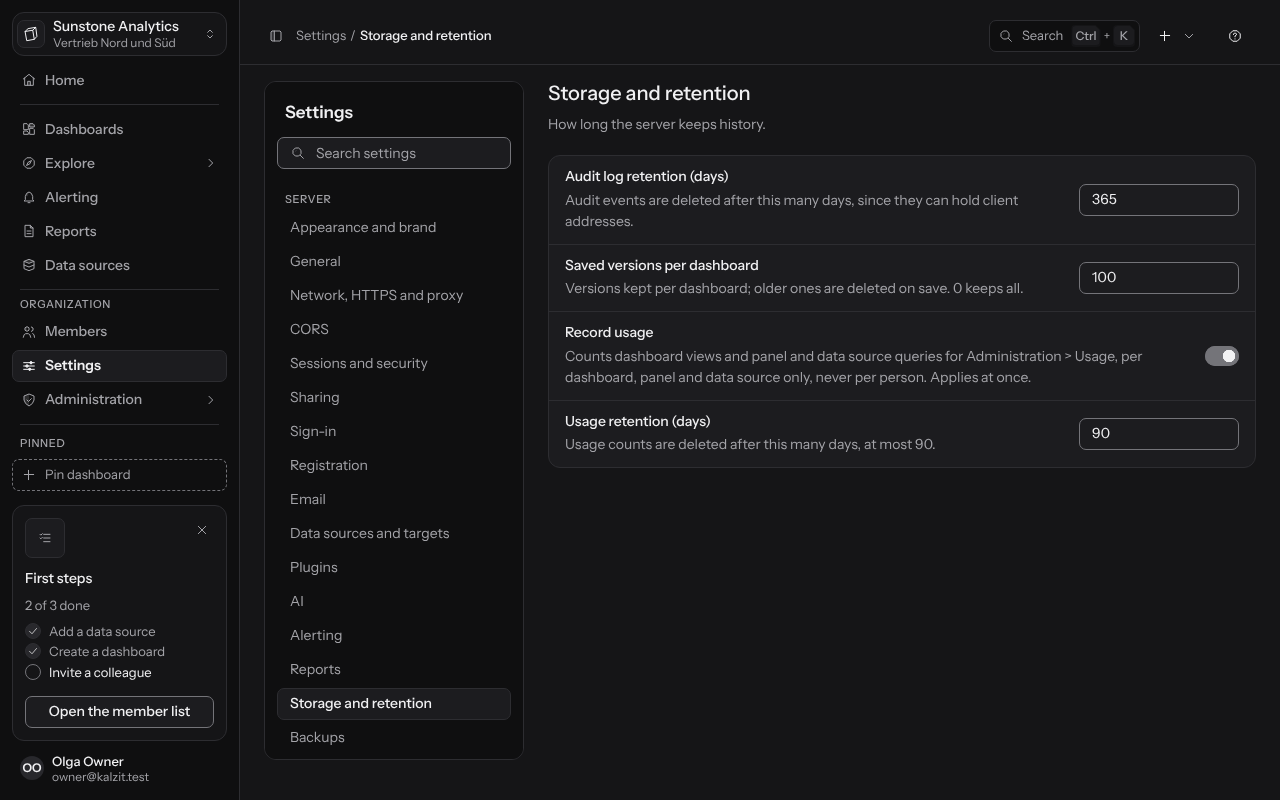 Sunstone Analytics
Vertrieb Nord und Süd
Home
Dashboards
Explore
Alerting
Reports
Data sources
ORGANIZATION
Members
Settings
Administration
PINNED
Pin dashboard
First steps
2 of 3 done
Add a data source
Create a dashboard
Invite a colleague
Open the member list
OO
Olga Owner
owner@kalzit.test
Settings / Storage and retention
Search Ctrl + K
Settings
Search settings
SERVER
Appearance and brand
General
Network, HTTPS and proxy
CORS
Sessions and security
Sharing
Sign-in
Registration
Email
Data sources and targets
Plugins
AI
Alerting
Reports
Storage and retention
Backups
Storage and retention
How long the server keeps history.
Audit log retention (days)
Audit events are deleted after this many days, since they can hold client
addresses.
365
Saved versions per dashboard
Versions kept per dashboard; older ones are deleted on save. 0 keeps all.
100
Record usage
Counts dashboard views and panel and data source queries for Administration > Usage, per
dashboard, panel and data source only, never per person. Applies at once.
Usage retention (days)
Usage counts are deleted after this many days, at most 90.
90